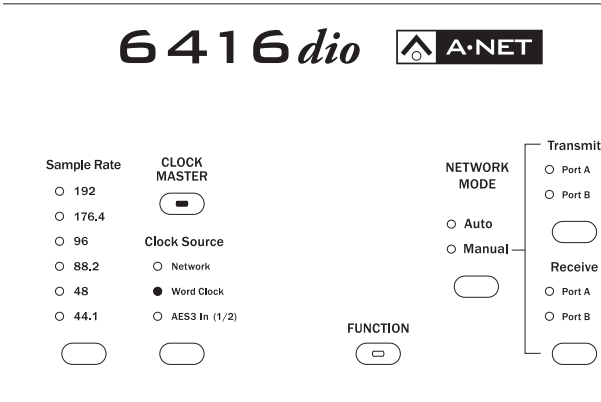 6416dio A·NET
Sample Rate
192
176.4
96
88.2
48
44.1
CLOCK
MASTER
Clock Source
Network
Word Clock
AES3 In (1/2)
FUNCTION
NETWORK
MODE
Auto
Manual
Transmit
Port A
Port B
Receive
Port A
Port B